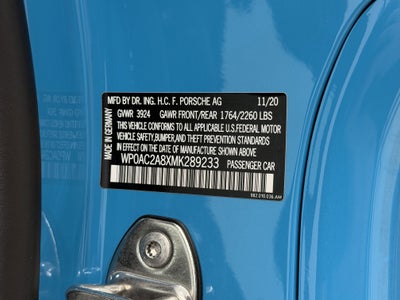 MFD BY DR. ING. H.C. F. PORSCHE AG 11/20
GVWR 3924 GAWR FRONT/REAR 1764/2260 LBS
THIS VEHICLE CONFORMS TO ALL APPLICABLE U.S.FEDERAL MOTOR
VEHICLE SAFETY, BUMPER, AND THEFT PREVENTION STANDARDS
IN EFFECT ON THE DATE OF MANUFACTURE SHOWN ABOVE.
WP0AC2A8XMK289233 PASSENGER CAR
MADE IN GERMANY